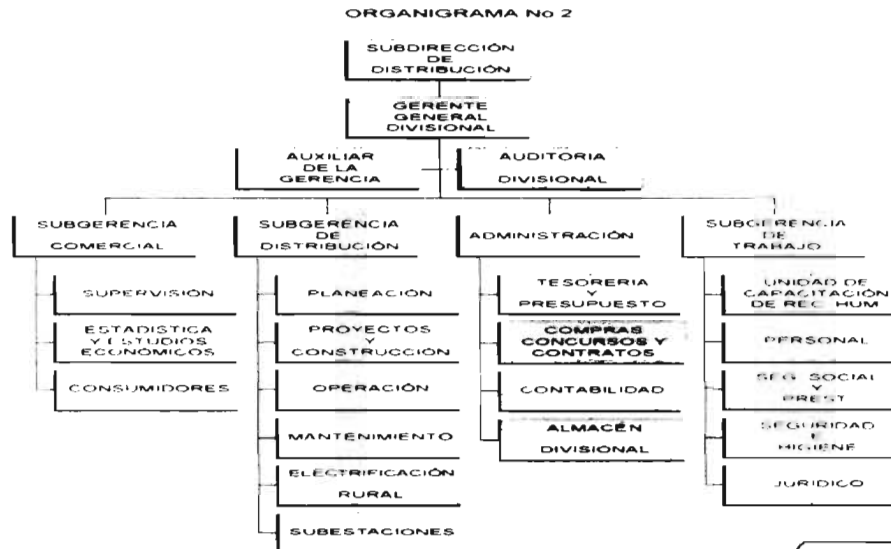 ORGANIGRAMA No 2
SUBDIRECCIÓN
DE
DISTRIBUCIÓN
GERENTE
GENERAL
DIVISIONAL
AUXILIAR
DE LA
GERENCIA
AUDITORIA
DIVISIONAL
SUBGERENCIA
COMERCIAL
SUPERVISIÓN
ESTADISTICA
Y ESTUDIOS
ECONÓMICOS
CONSUMIDORES
SUBGERENCIA
DE
DISTRIBUCIÓN
PLANEACIÓN
PROYECTOS
Y
CONSTRUCCIÓN
OPERACIÓN
MANTENIMIENTO
ELECTRIFICACIÓN
RURAL
SUBESTACIONES
ADMINISTRACIÓN
TESORERIA
Y
PRESUPUESTO
COMPRAS
CONCURSOS Y
CONTRATOS
CONTABILIDAD
ALMACÉN
DIVISIONAL
SUBGERENCIA
DE
TRABAJO
UNIDAD DE
CAPACITACIÓN
DE REC. HUM
PERSONAL
SEG. SOCIAL
Y
PREST
SEGURIDAD
E
HIGIENE
JURIDICO